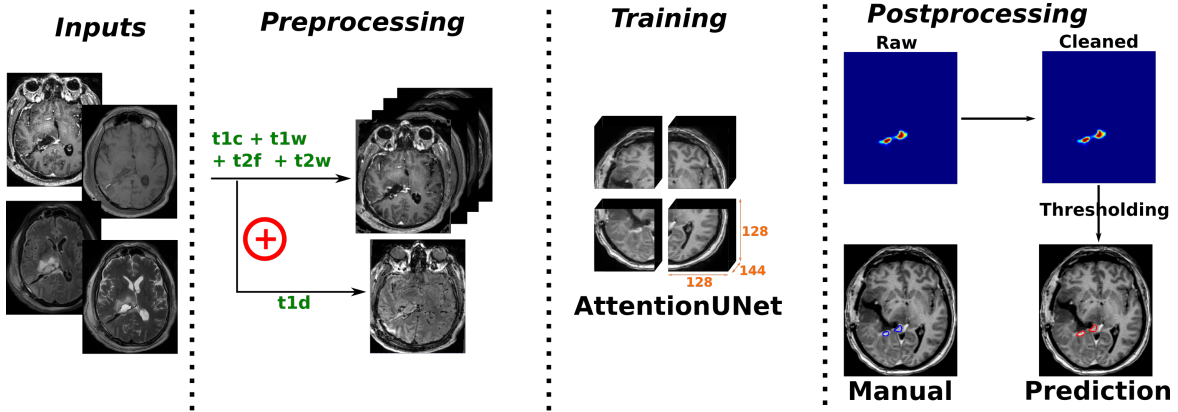 Inputs
Preprocessing
t1c + t1w
+ t2f + t2w
+
t1d
Training
128
144
128
AttentionUNet
Postprocessing
Raw
Cleaned
Thresholding
Manual
Prediction